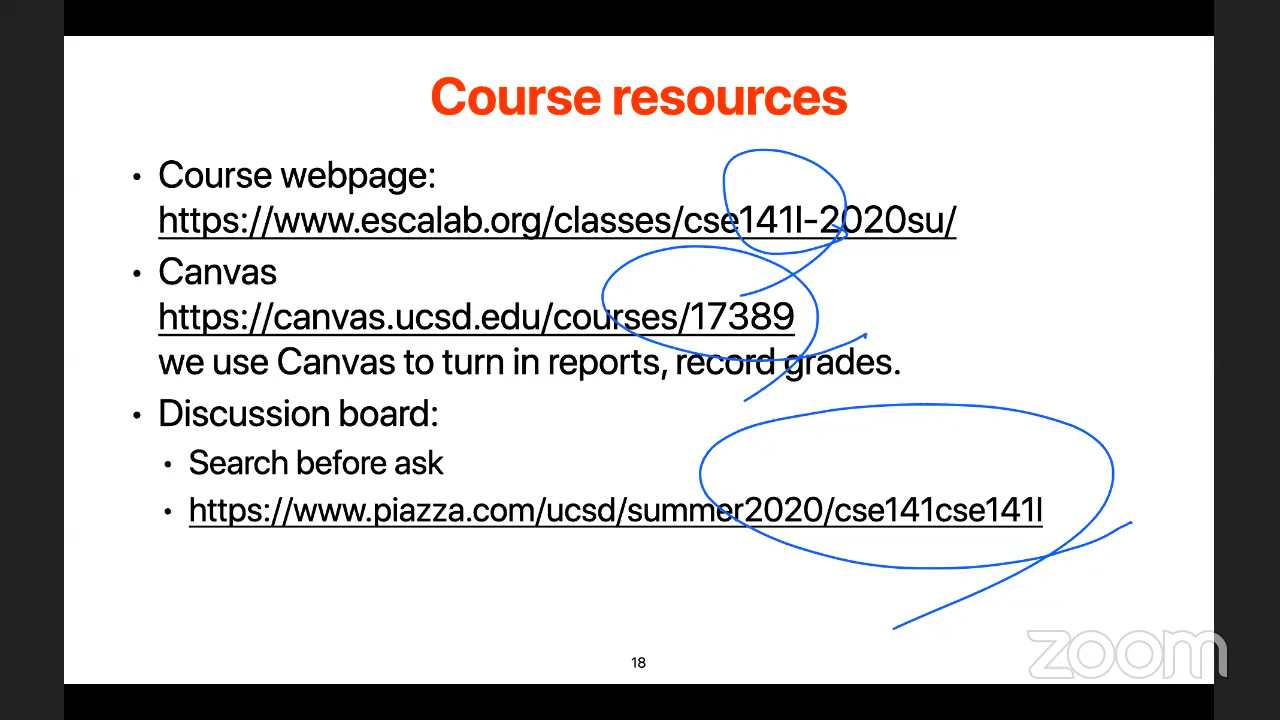 Course resources
• Course webpage:
https://www.escalab.org/classes/cse141l-2020su/
• Canvas
https://canvas.ucsd.edu/courses/17389
we use Canvas to turn in reports, record grades.
• Discussion board:
• Search before ask
• https://www.piazza.com/ucsd/summer2020/cse141cse141l
18
zoom